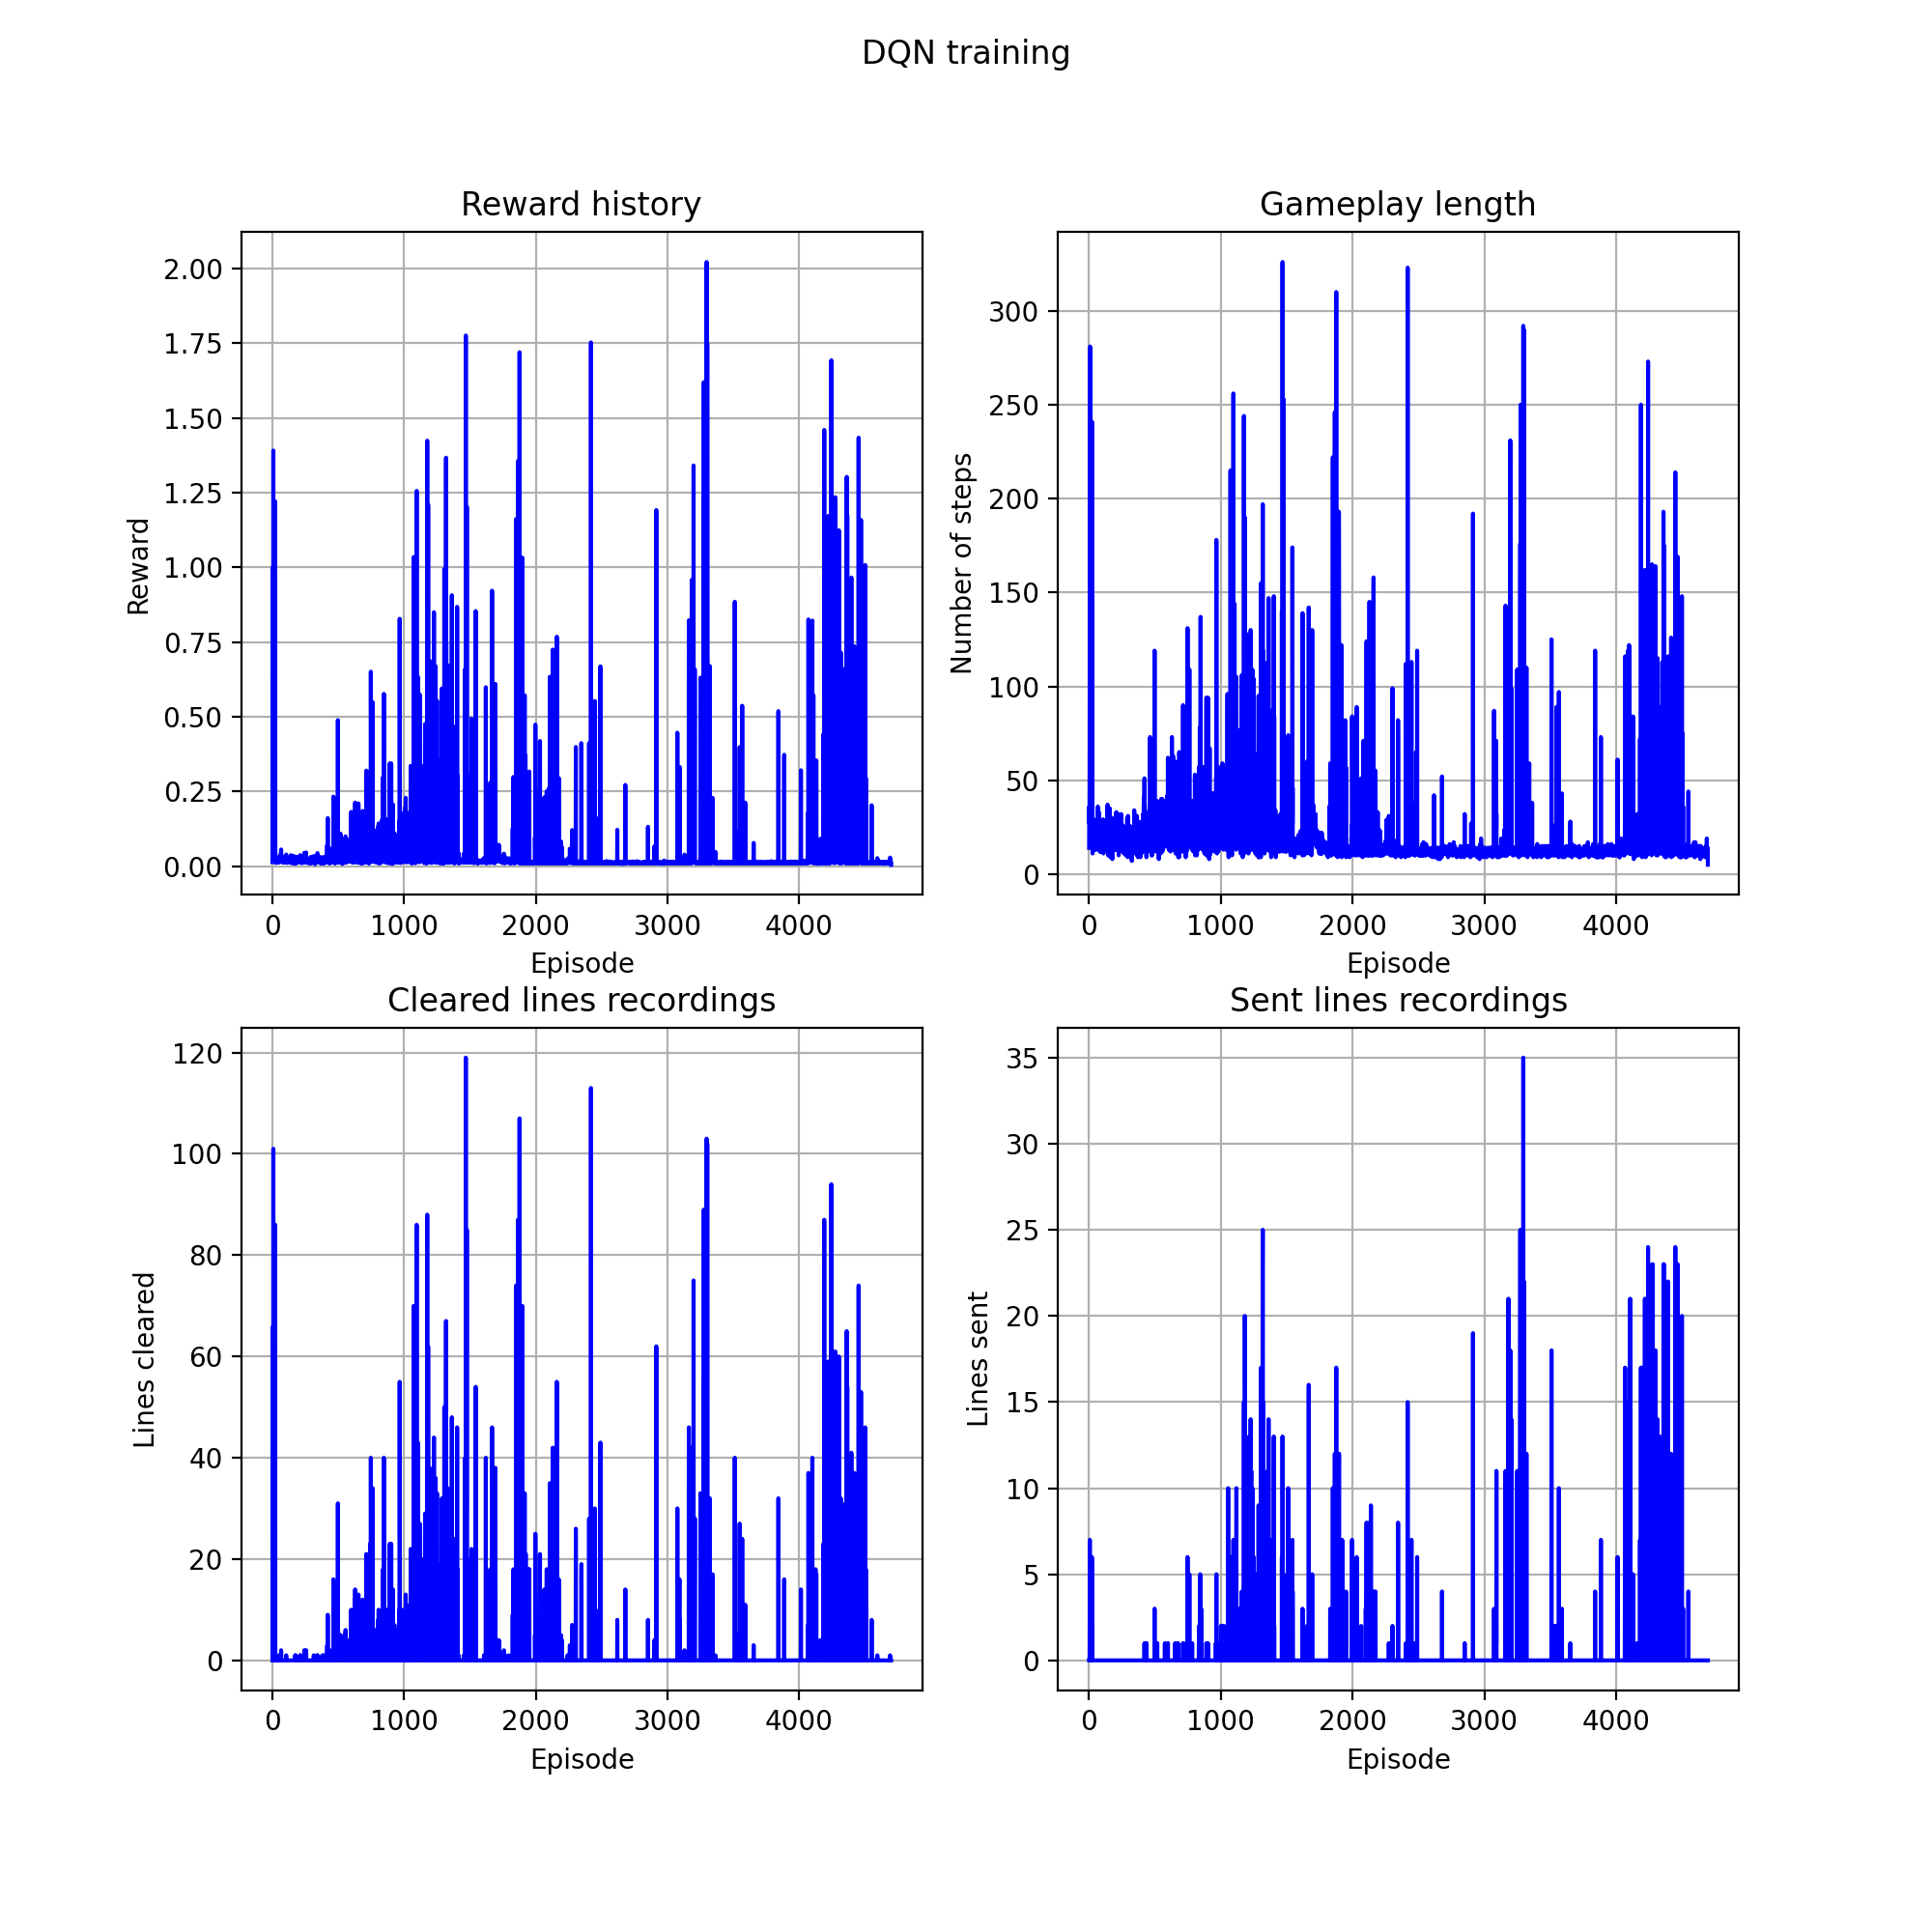 DQN training
Reward history
Reward
2.00
1.75
1.50
1.25
1.00
0.75
0.50
0.25
0.00
0 1000 2000 3000 4000
Episode
Gameplay length
Number of steps
300
250
200
150
100
50
0
0 1000 2000 3000 4000
Episode
Cleared lines recordings
Lines cleared
120
100
80
60
40
20
0
0 1000 2000 3000 4000
Episode
Sent lines recordings
Lines sent
35
30
25
20
15
10
5
0
0 1000 2000 3000 4000
Episode